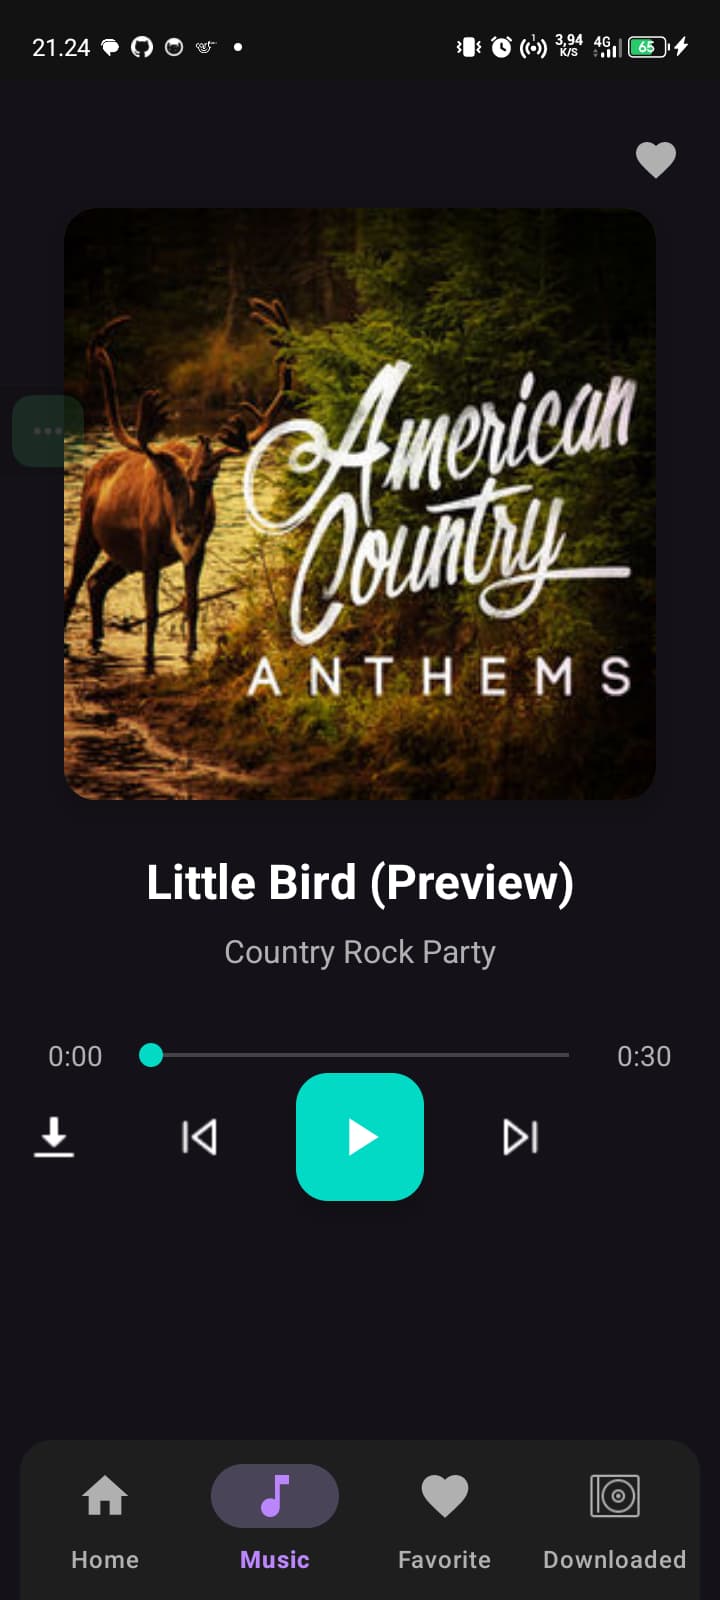 21.24
3,94
K/S
4G
65
American
Country
ANTHEMS
Little Bird (Preview)
Country Rock Party
0:00
0:30
Home
Music
Favorite
Downloaded